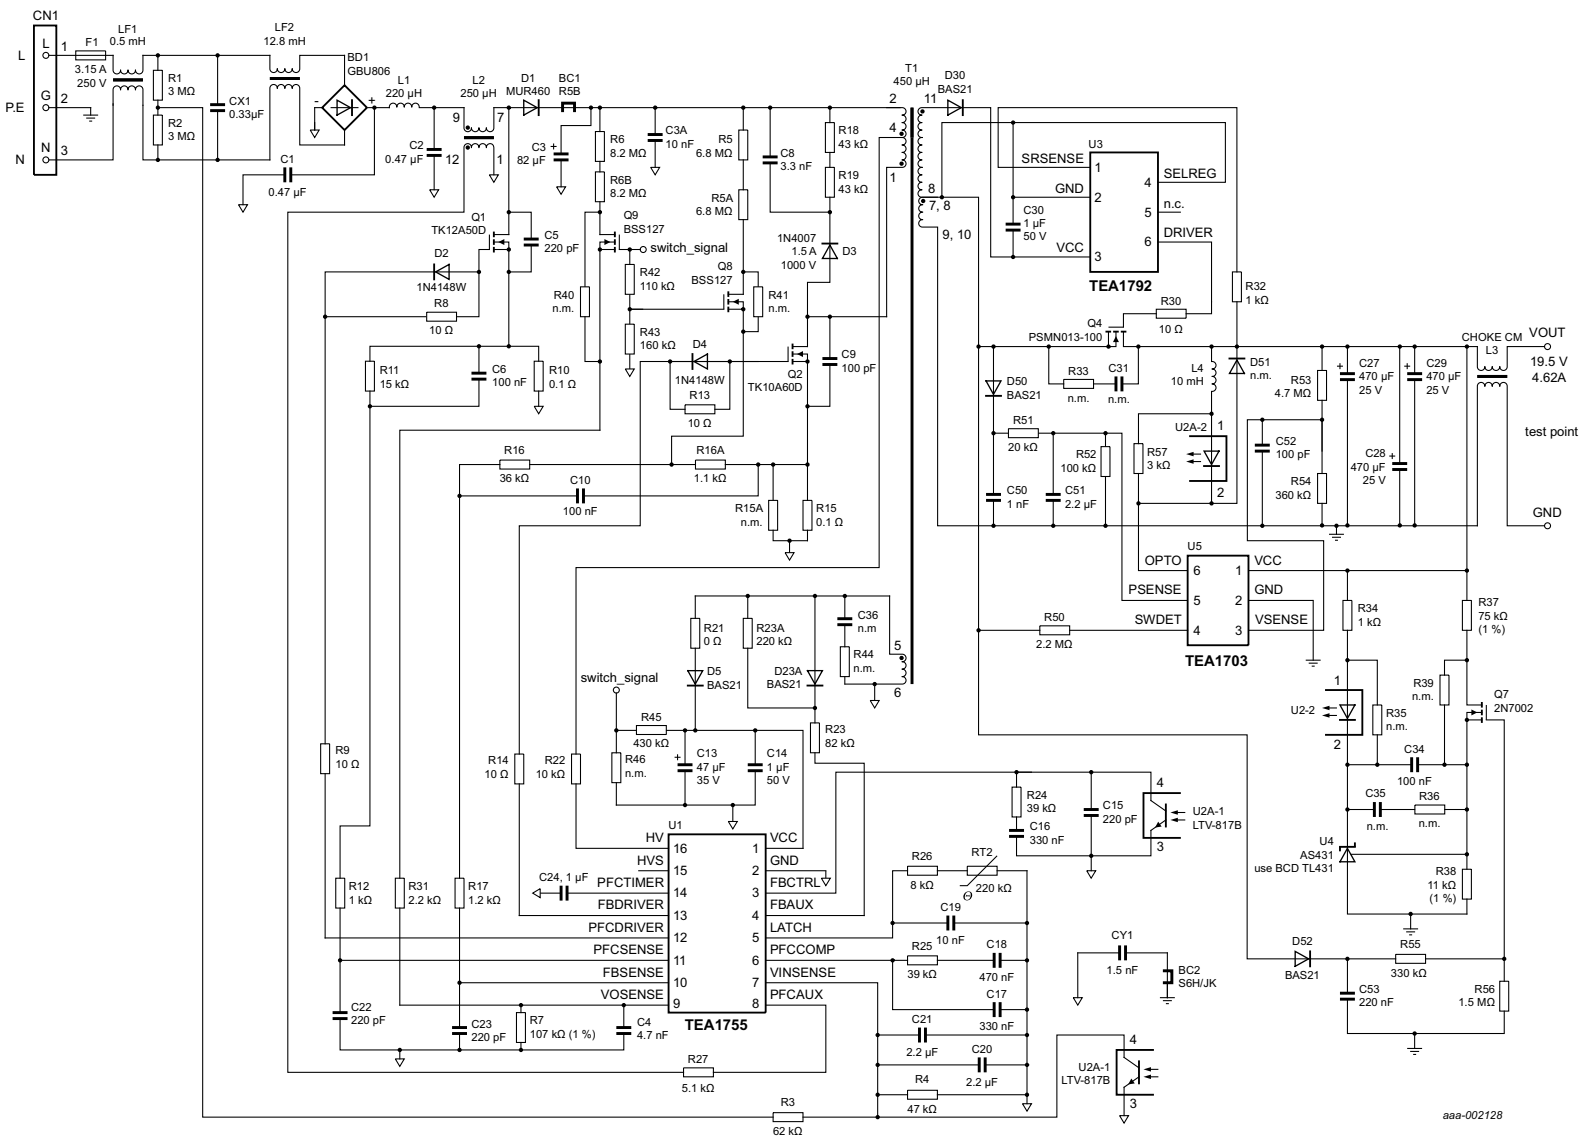 CN1
L
L
1
F1
3.15 A
250 V
P.E
G
2
N
N
3
LF1
0.5 mH
R1
3 MΩ
R2
3 MΩ
CX1
0.33µF
LF2
12.8 mH
BD1
GBU806
-
+
C1
0.47 µF
L1
220 µH
C2
0.47 µF
L2
250 µH
9
7
12
1
D1
MUR460
BC1
R5B
C3
82 µF
+
R6
8.2 MΩ
R6B
8.2 MΩ
C3A
10 nF
R5
6.8 MΩ
R5A
6.8 MΩ
C8
3.3 nF
R18
43 kΩ
R19
43 kΩ
T1
450 µH
2
4
1
11
8
7, 8
9, 10
D30
BAS21
U3
SRSENSE
1
GND
2
VCC
3
4
SELREG
5
n.c.
6
DRIVER
TEA1792
C30
1 µF
50 V
Q1
TK12A50D
C5
220 pF
D2
1N4148W
R8
10 Ω
Q9
BSS127
switch_signal
R42
110 kΩ
R40
n.m.
R43
160 kΩ
Q8
BSS127
R41
n.m.
1N4007
1.5 A
1000 V
D3
D4
1N4148W
R13
10 Ω
Q2
TK10A60D
C9
100 pF
R11
15 kΩ
C6
100 nF
R10
0.1 Ω
R16
36 kΩ
R16A
1.1 kΩ
C10
100 nF
R15A
n.m.
R15
0.1 Ω
R32
1 kΩ
R30
10 Ω
Q4
PSMN013-100
D50
BAS21
R33
n.m.
C31
n.m.
L4
10 mH
D51
n.m.
R53
4.7 MΩ
C27
470 µF
25 V
+
C29
470 µF
25 V
+
CHOKE CM
L3
VOUT
19.5 V
4.62A
test point
GND
R51
20 kΩ
R52
100 kΩ
R57
3 kΩ
U2A-2
1
2
C52
100 pF
R54
360 kΩ
C28
470 µF
25 V
+
C50
1 nF
C51
2.2 µF
U5
OPTO
6
PSENSE
5
SWDET
4
1
VCC
2
GND
3
VSENSE
TEA1703
R50
2.2 MΩ
R34
1 kΩ
R37
75 kΩ
(1 %)
R21
0 Ω
R23A
220 kΩ
C36
n.m
R44
n.m.
5
6
D5
BAS21
D23A
BAS21
switch_signal
R45
430 kΩ
R46
n.m.
C13
47 µF
35 V
+
C14
1 µF
50 V
R23
82 kΩ
R9
10 Ω
R14
10 Ω
R22
10 kΩ
U2-2
1
2
R35
n.m.
R39
n.m.
Q7
2N7002
C34
100 nF
C35
n.m.
R36
n.m.
U4
AS431
use BCD TL431
R38
11 kΩ
(1 %)
R24
39 kΩ
C16
330 nF
C15
220 pF
4
3
U2A-1
LTV-817B
U1
HV
16
HVS
15
PFCTIMER
14
FBDRIVER
13
PFCDRIVER
12
PFCSENSE
11
FBSENSE
10
VOSENSE
9
VCC
1
GND
2
FBCTRL
3
FBAUX
4
LATCH
5
PFCCOMP
6
VINSENSE
7
PFCAUX
8
TEA1755
C24, 1 µF
R12
1 kΩ
R31
2.2 kΩ
R17
1.2 kΩ
C22
220 pF
C23
220 pF
R7
107 kΩ (1 %)
C4
4.7 nF
R27
5.1 kΩ
R3
62 kΩ
R26
8 kΩ
RT2
220 kΩ
Θ
C19
10 nF
R25
39 kΩ
C18
470 nF
C17
330 nF
C21
2.2 µF
C20
2.2 µF
R4
47 kΩ
CY1
1.5 nF
BC2
S6H/JK
U2A-1
LTV-817B
4
3
D52
BAS21
R55
330 kΩ
C53
220 nF
R56
1.5 MΩ
aaa-002128